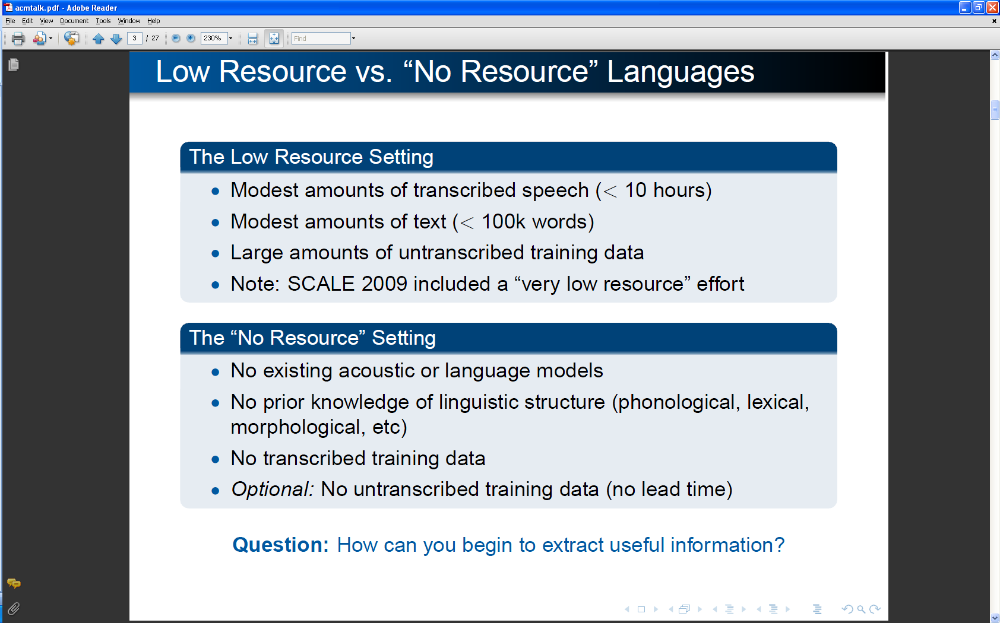 acmtalk.pdf - Adobe Reader
File Edit View Document Tools Window Help
3 / 27 230% Find
Low Resource vs. “No Resource” Languages
The Low Resource Setting
• Modest amounts of transcribed speech (< 10 hours)
• Modest amounts of text (< 100k words)
• Large amounts of untranscribed training data
• Note: SCALE 2009 included a “very low resource” effort
The “No Resource” Setting
• No existing acoustic or language models
• No prior knowledge of linguistic structure (phonological, lexical,
morphological, etc)
• No transcribed training data
• Optional: No untranscribed training data (no lead time)
Question: How can you begin to extract useful information?